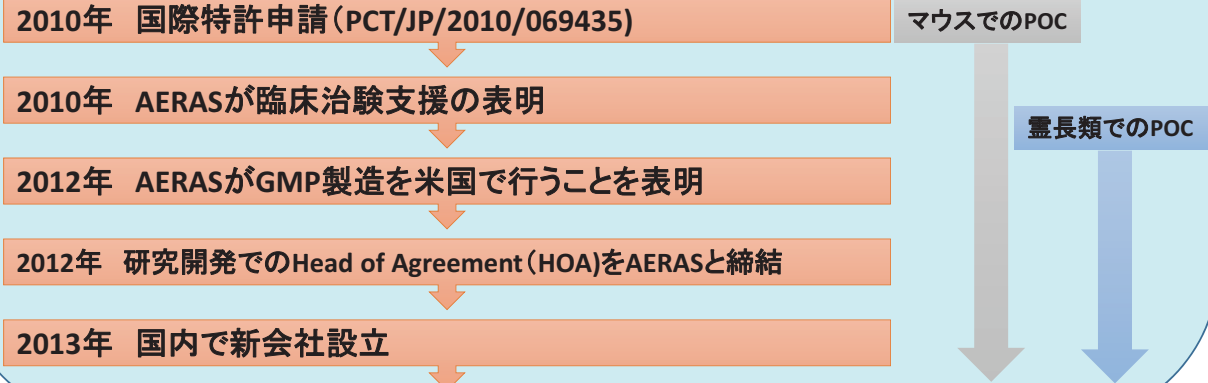 2010年 国際特許申請(PCT/JP/2010/069435)
マウスでのPOC
2010年 AERASが臨床治験支援の表明
霊長類でのPOC
2012年 AERASがGMP製造を米国で行うことを表明
2012年 研究開発でのHead of Agreement(HOA)をAERASと締結
2013年 国内で新会社設立